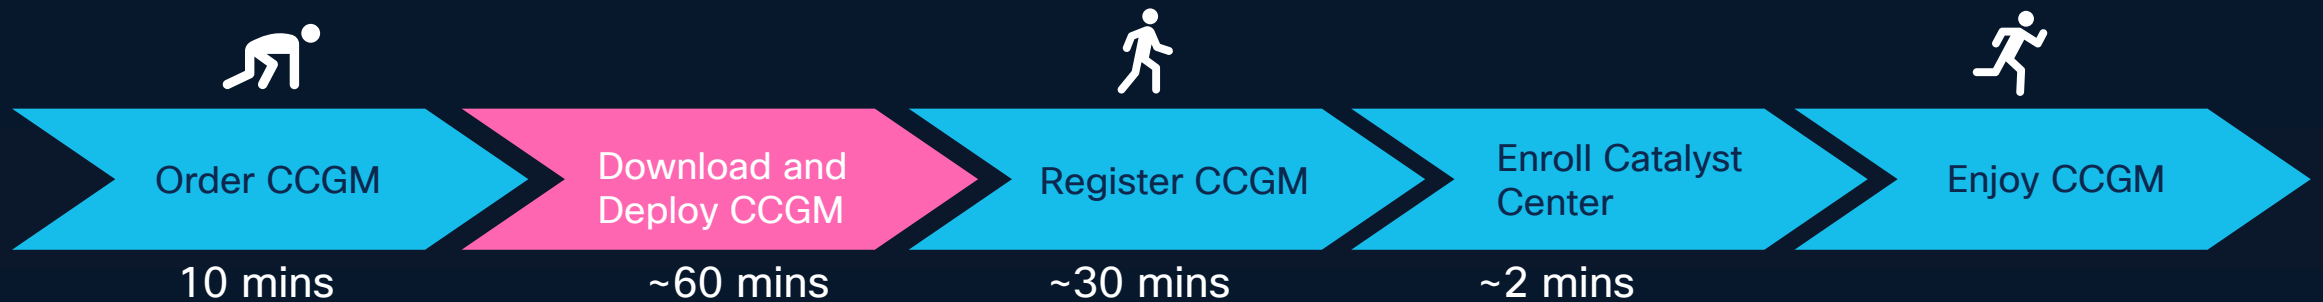 Order CCGM
Download and
Deploy CCGM
Register CCGM
Enroll Catalyst
Center
Enjoy CCGM
10 mins
~60 mins
~30 mins
~2 mins